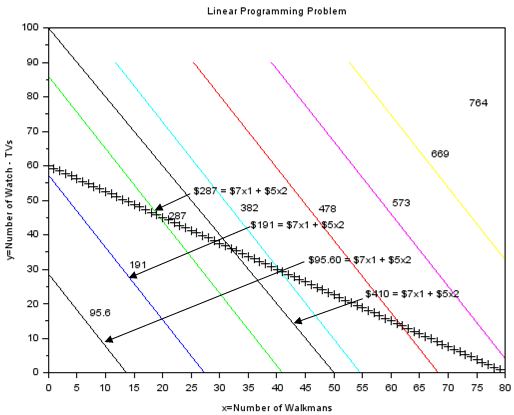 Linear Programming Problem
y=Number of Watch - TVs
100
90
80
70
60
50
40
30
20
10
0
764
669
573
478
382
287
191
95.6
$287 = $7x1 + $5x2
$191 = $7x1 + $5x2
$95.60 = $7x1 + $5x2
$410 = $7x1 + $5x2
0 5 10 15 20 25 30 35 40 45 50 55 60 65 70 75 80
x=Number of Walkmans